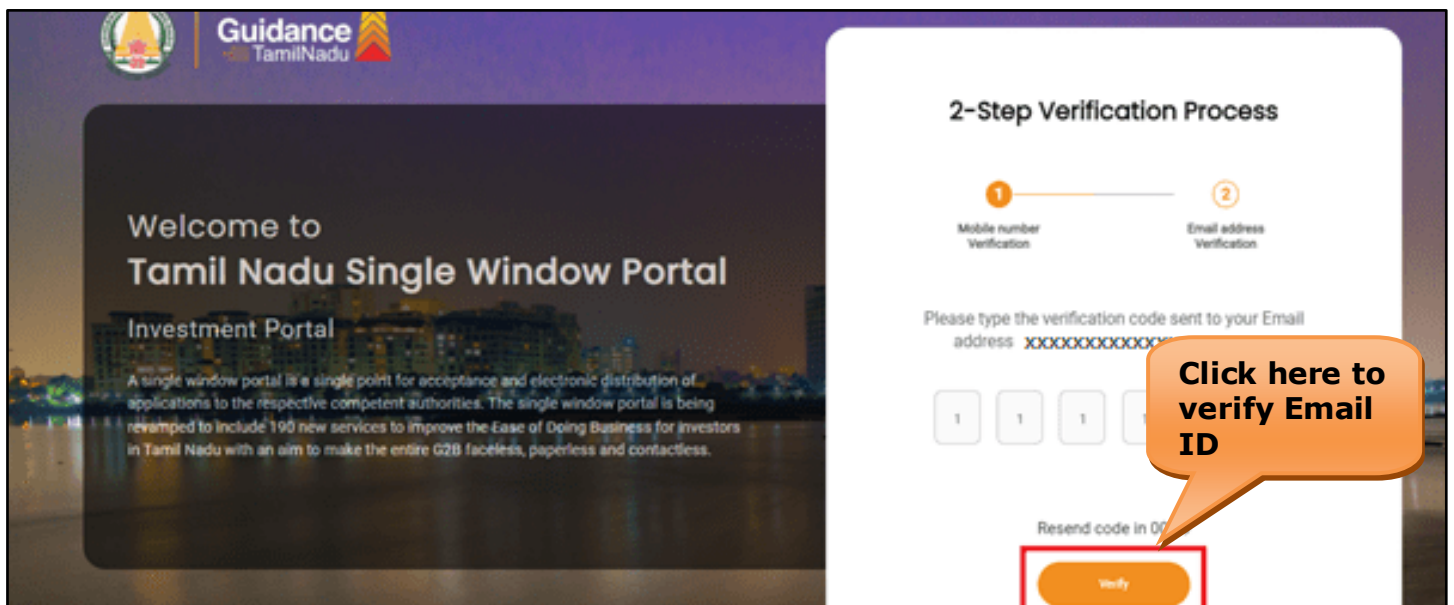 Guidance
TamilNadu
Welcome to
Tamil Nadu Single Window Portal
Investment Portal
A single window portal is a single point for acceptance and electronic distribution of
applications to the respective competent authorities. The single window portal is being
revamped to include 190 new services to improve the Ease of Doing Business for investors
in Tamil Nadu with an aim to make the entire G2B faceless, paperless and contactless.
2-Step Verification Process
1
2
Mobile number
Verification
Email address
Verification
Please type the verification code sent to your Email
address XXXXXXXXXXXXX
1 1 1 1
Click here to
verify Email
ID
Resend code in 00
Verify